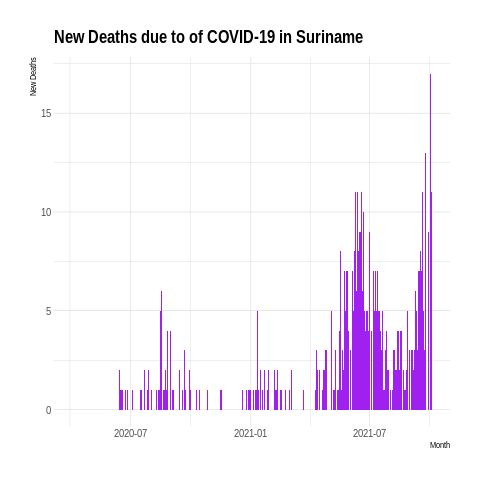 New Deaths due to of COVID-19 in Suriname
New Deaths
15
10
5
0
2020-07
2021-01
2021-07
Month